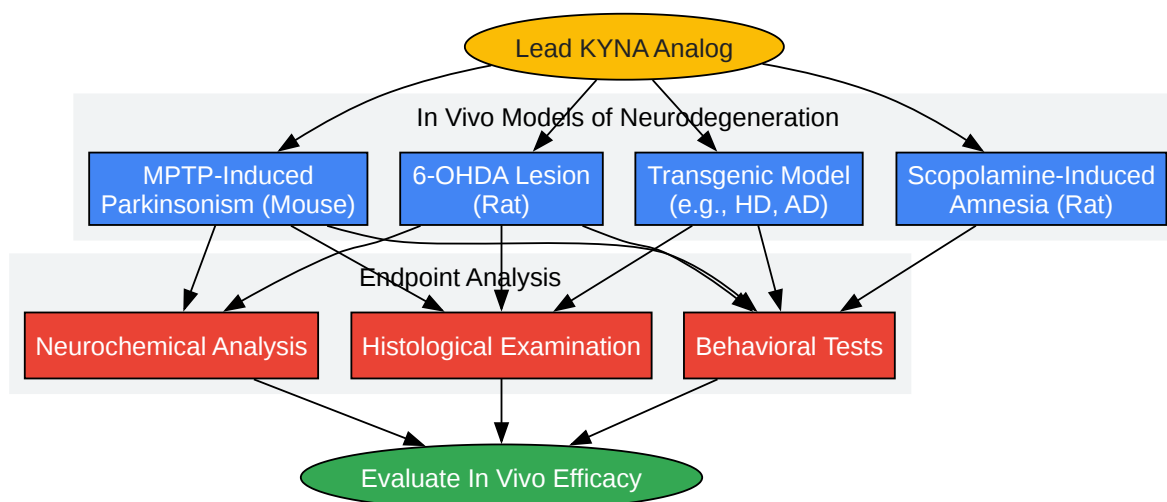 Lead KYNA Analog
In Vivo Models of Neurodegeneration
MPTP-Induced
Parkinsonism (Mouse)
6-OHDA Lesion
(Rat)
Transgenic Model
(e.g., HD, AD)
Scopolamine-Induced
Amnesia (Rat)
Endpoint Analysis
Neurochemical Analysis
Histological Examination
Behavioral Tests
Evaluate In Vivo Efficacy